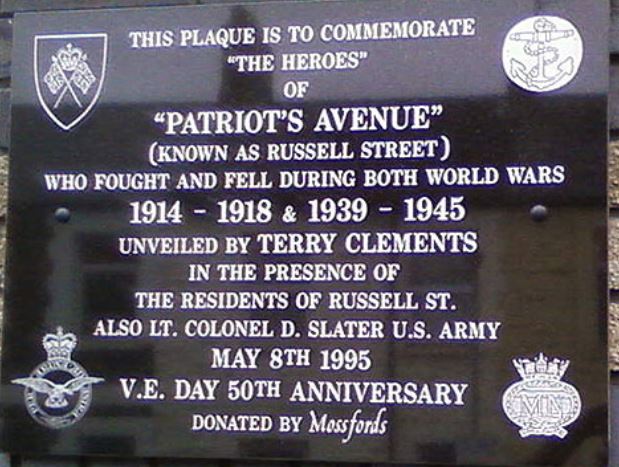 THIS PLAQUE IS TO COMMEMORATE
"THE HEROES"
OF
"PATRIOT'S AVENUE"
(KNOWN AS RUSSELL STREET)
WHO FOUGHT AND FELL DURING BOTH WORLD WARS
1914 - 1918 & 1939 - 1945
UNVEILED BY TERRY CLEMENTS
IN THE PRESENCE OF
THE RESIDENTS OF RUSSELL ST.
ALSO LT. COLONEL D. SLATER U.S. ARMY
MAY 8TH 1995
V.E. DAY 50TH ANNIVERSARY
DONATED BY Mossfords
MN